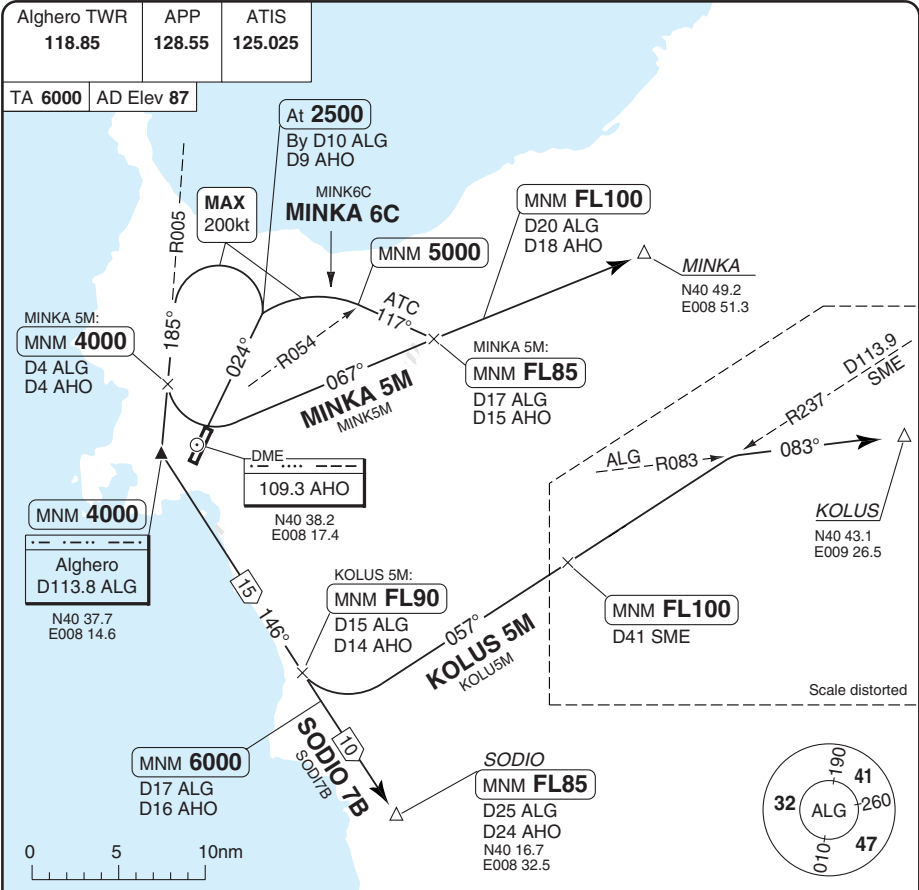 Alghero TWR
118.85
APP
128.55
ATIS
125.025
TA 6000
AD Elev 87
At 2500
By D10 ALG
D9 AHO
MAX
200kt
MINK6C
MINKA 6C
MNM FL100
D20 ALG
D18 AHO
MNM 5000
R005
MINKA
N40 49.2
E008 51.3
MINKA 5M:
MNM 4000
D4 ALG
D4 AHO
185°
024°
R054
ATC
117°
067°
MINKA 5M
MINK5M
MINKA 5M:
MNM FL85
D17 ALG
D15 AHO
D113.9
SME
R237
ALG
R083
083°
KOLUS
N40 43.1
E009 26.5
DME
109.3 AHO
N40 38.2
E008 17.4
MNM 4000
Alghero
D113.8 ALG
N40 37.7
E008 14.6
15
146°
KOLUS 5M:
MNM FL90
D15 ALG
D14 AHO
057°
KOLUS 5M
KOLU5M
MNM FL100
D41 SME
Scale distorted
MNM 6000
D17 ALG
D16 AHO
10
SODIO 7B
SODI7B
SODIO
MNM FL85
D25 ALG
D24 AHO
N40 16.7
E008 32.5
190
41
32
ALG
260
010
47
0 5 10nm